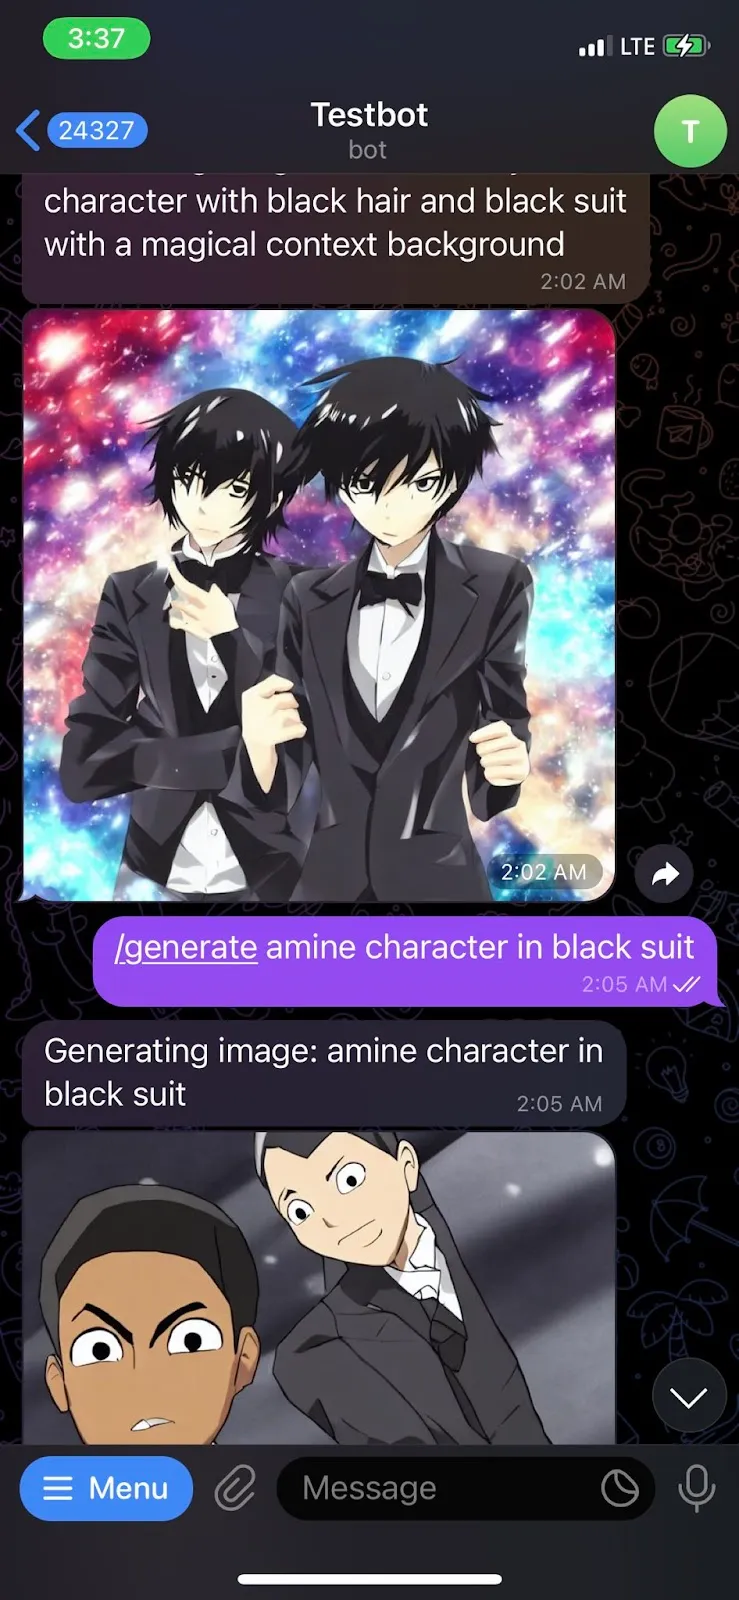 3:37
LTE
24327
Testbot
bot
T
character with black hair and black suit
with a magical context background
2:02 AM
2:02 AM
/generate amine character in black suit
2:05 AM
Generating image: amine character in
black suit
2:05 AM
Menu
Message